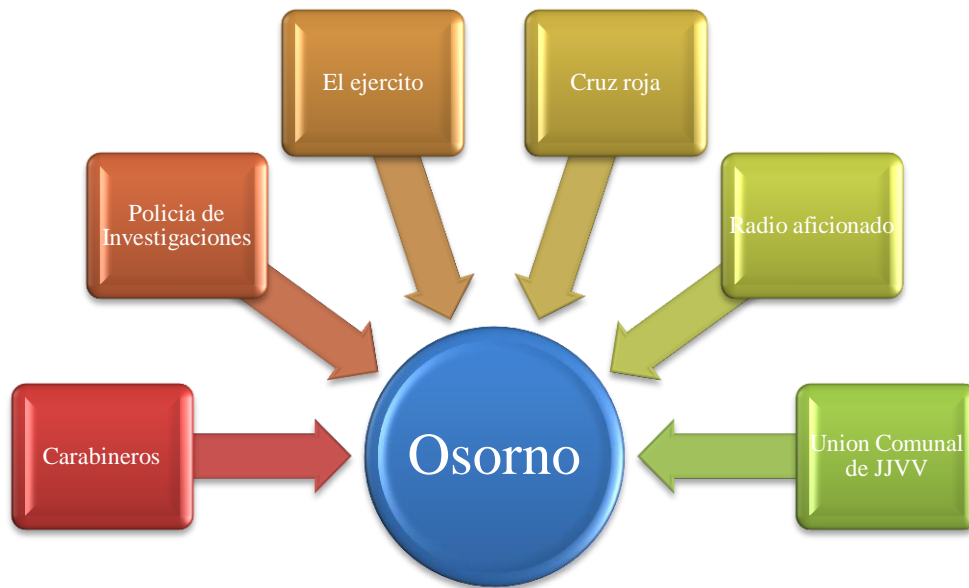 El ejercito
Cruz roja
Policia de
Investigaciones
Radio aficionado
Carabineros
Osorno
Union Comunal
de JJVV